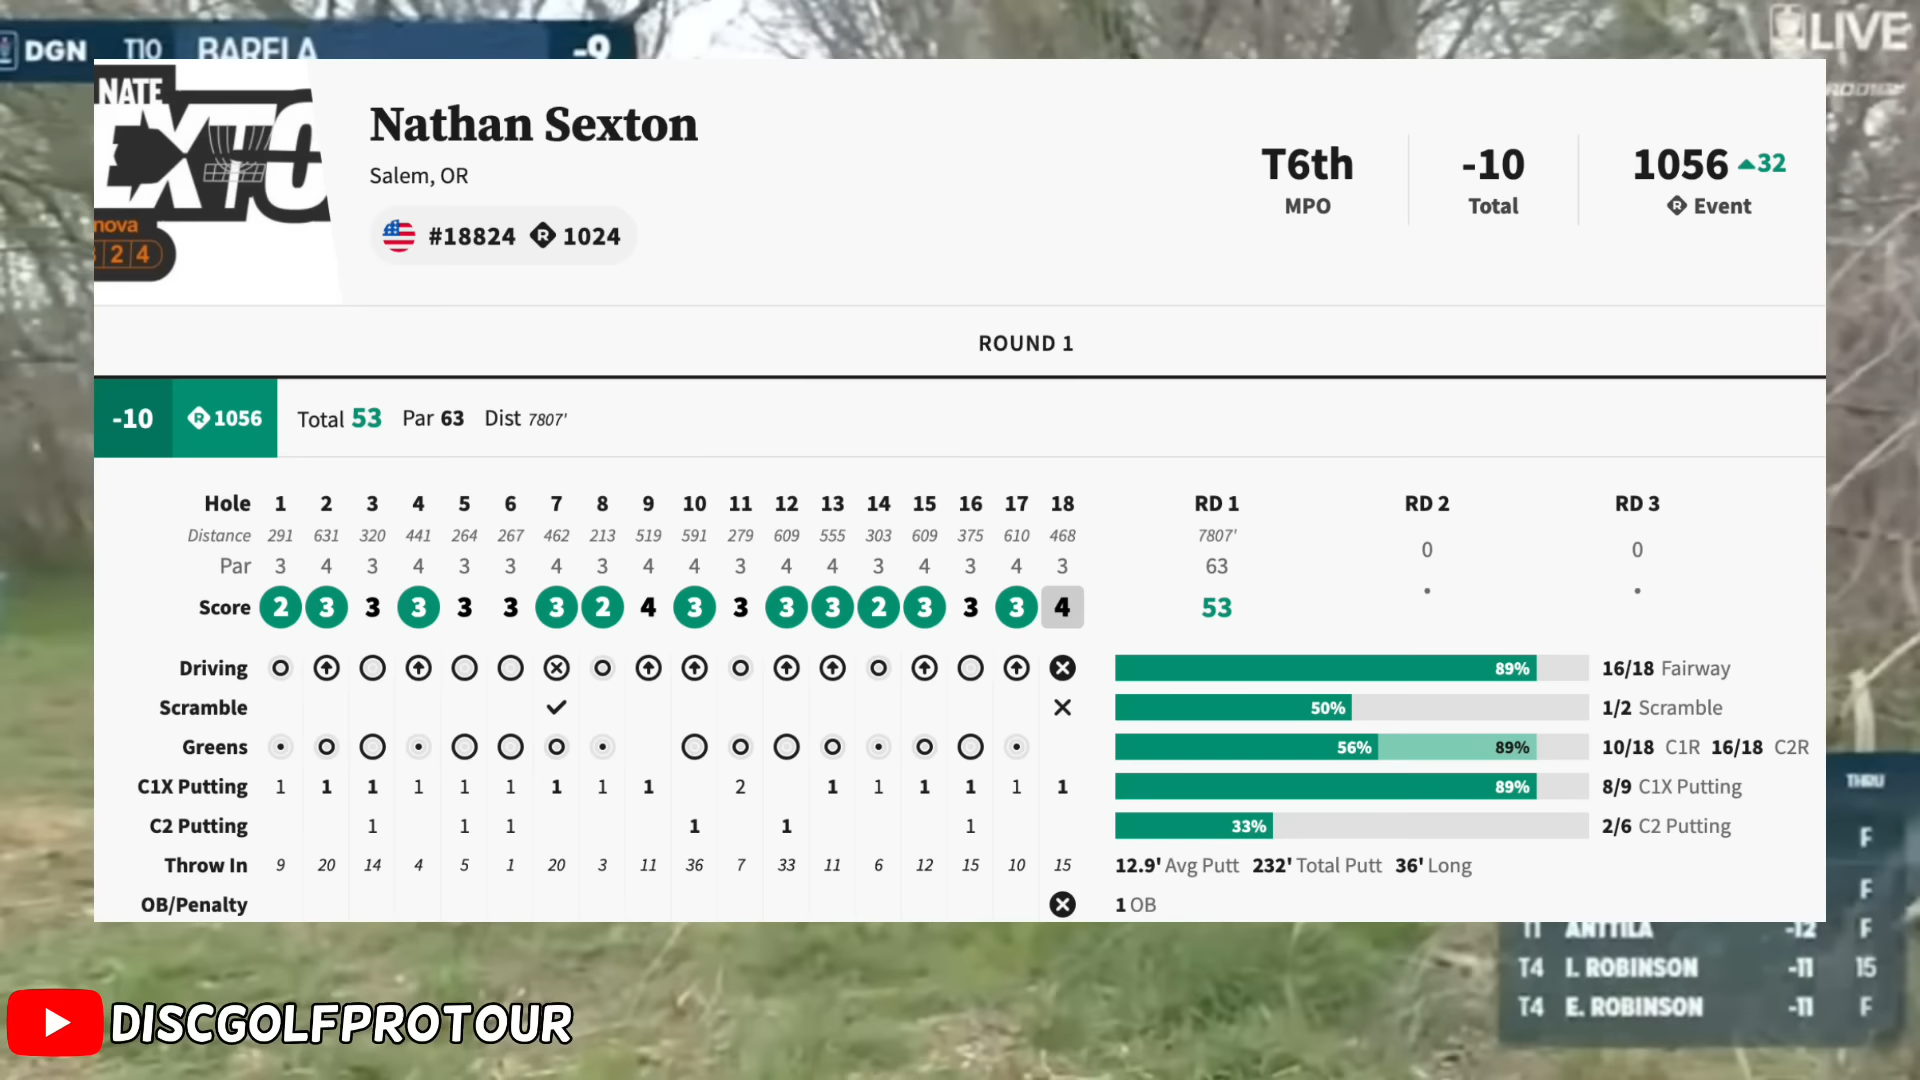 DGN T10 BARELA -9
LIVE
NATE
nova
2 4
Nathan Sexton
Salem, OR
#18824 R 1024
T6th
MPO
-10
Total
1056 ▲32
R Event
ROUND 1
-10 R 1056 Total 53 Par 63 Dist 7807'
Hole 1 2 3 4 5 6 7 8 9 10 11 12 13 14 15 16 17 18 RD 1 RD 2 RD 3
Distance 291 631 320 441 264 267 462 213 519 591 279 609 555 303 609 375 610 468 7807' 0 0
Par 3 4 3 4 3 3 4 3 4 4 3 4 4 3 4 3 4 3 63
Score 2 3 3 3 3 3 3 2 4 3 3 3 3 2 3 3 3 4 53
Driving 89% 16/18 Fairway
Scramble 50% 1/2 Scramble
Greens 56% 89% 10/18 C1R 16/18 C2R
C1X Putting 1 1 1 1 1 1 1 1 1 2 1 1 1 1 1 1 89% 8/9 C1X Putting
C2 Putting 1 1 1 1 1 1 33% 2/6 C2 Putting
Throw In 9 20 14 4 5 1 20 3 11 36 7 33 11 6 12 15 10 15 12.9' Avg Putt 232' Total Putt 36' Long
OB/Penalty 1 OB
THRU
F
F
T1 ANTTILA -12 F
T4 I. ROBINSON -11 15
T4 E. ROBINSON -11 F
DISCGOLFPROTOUR